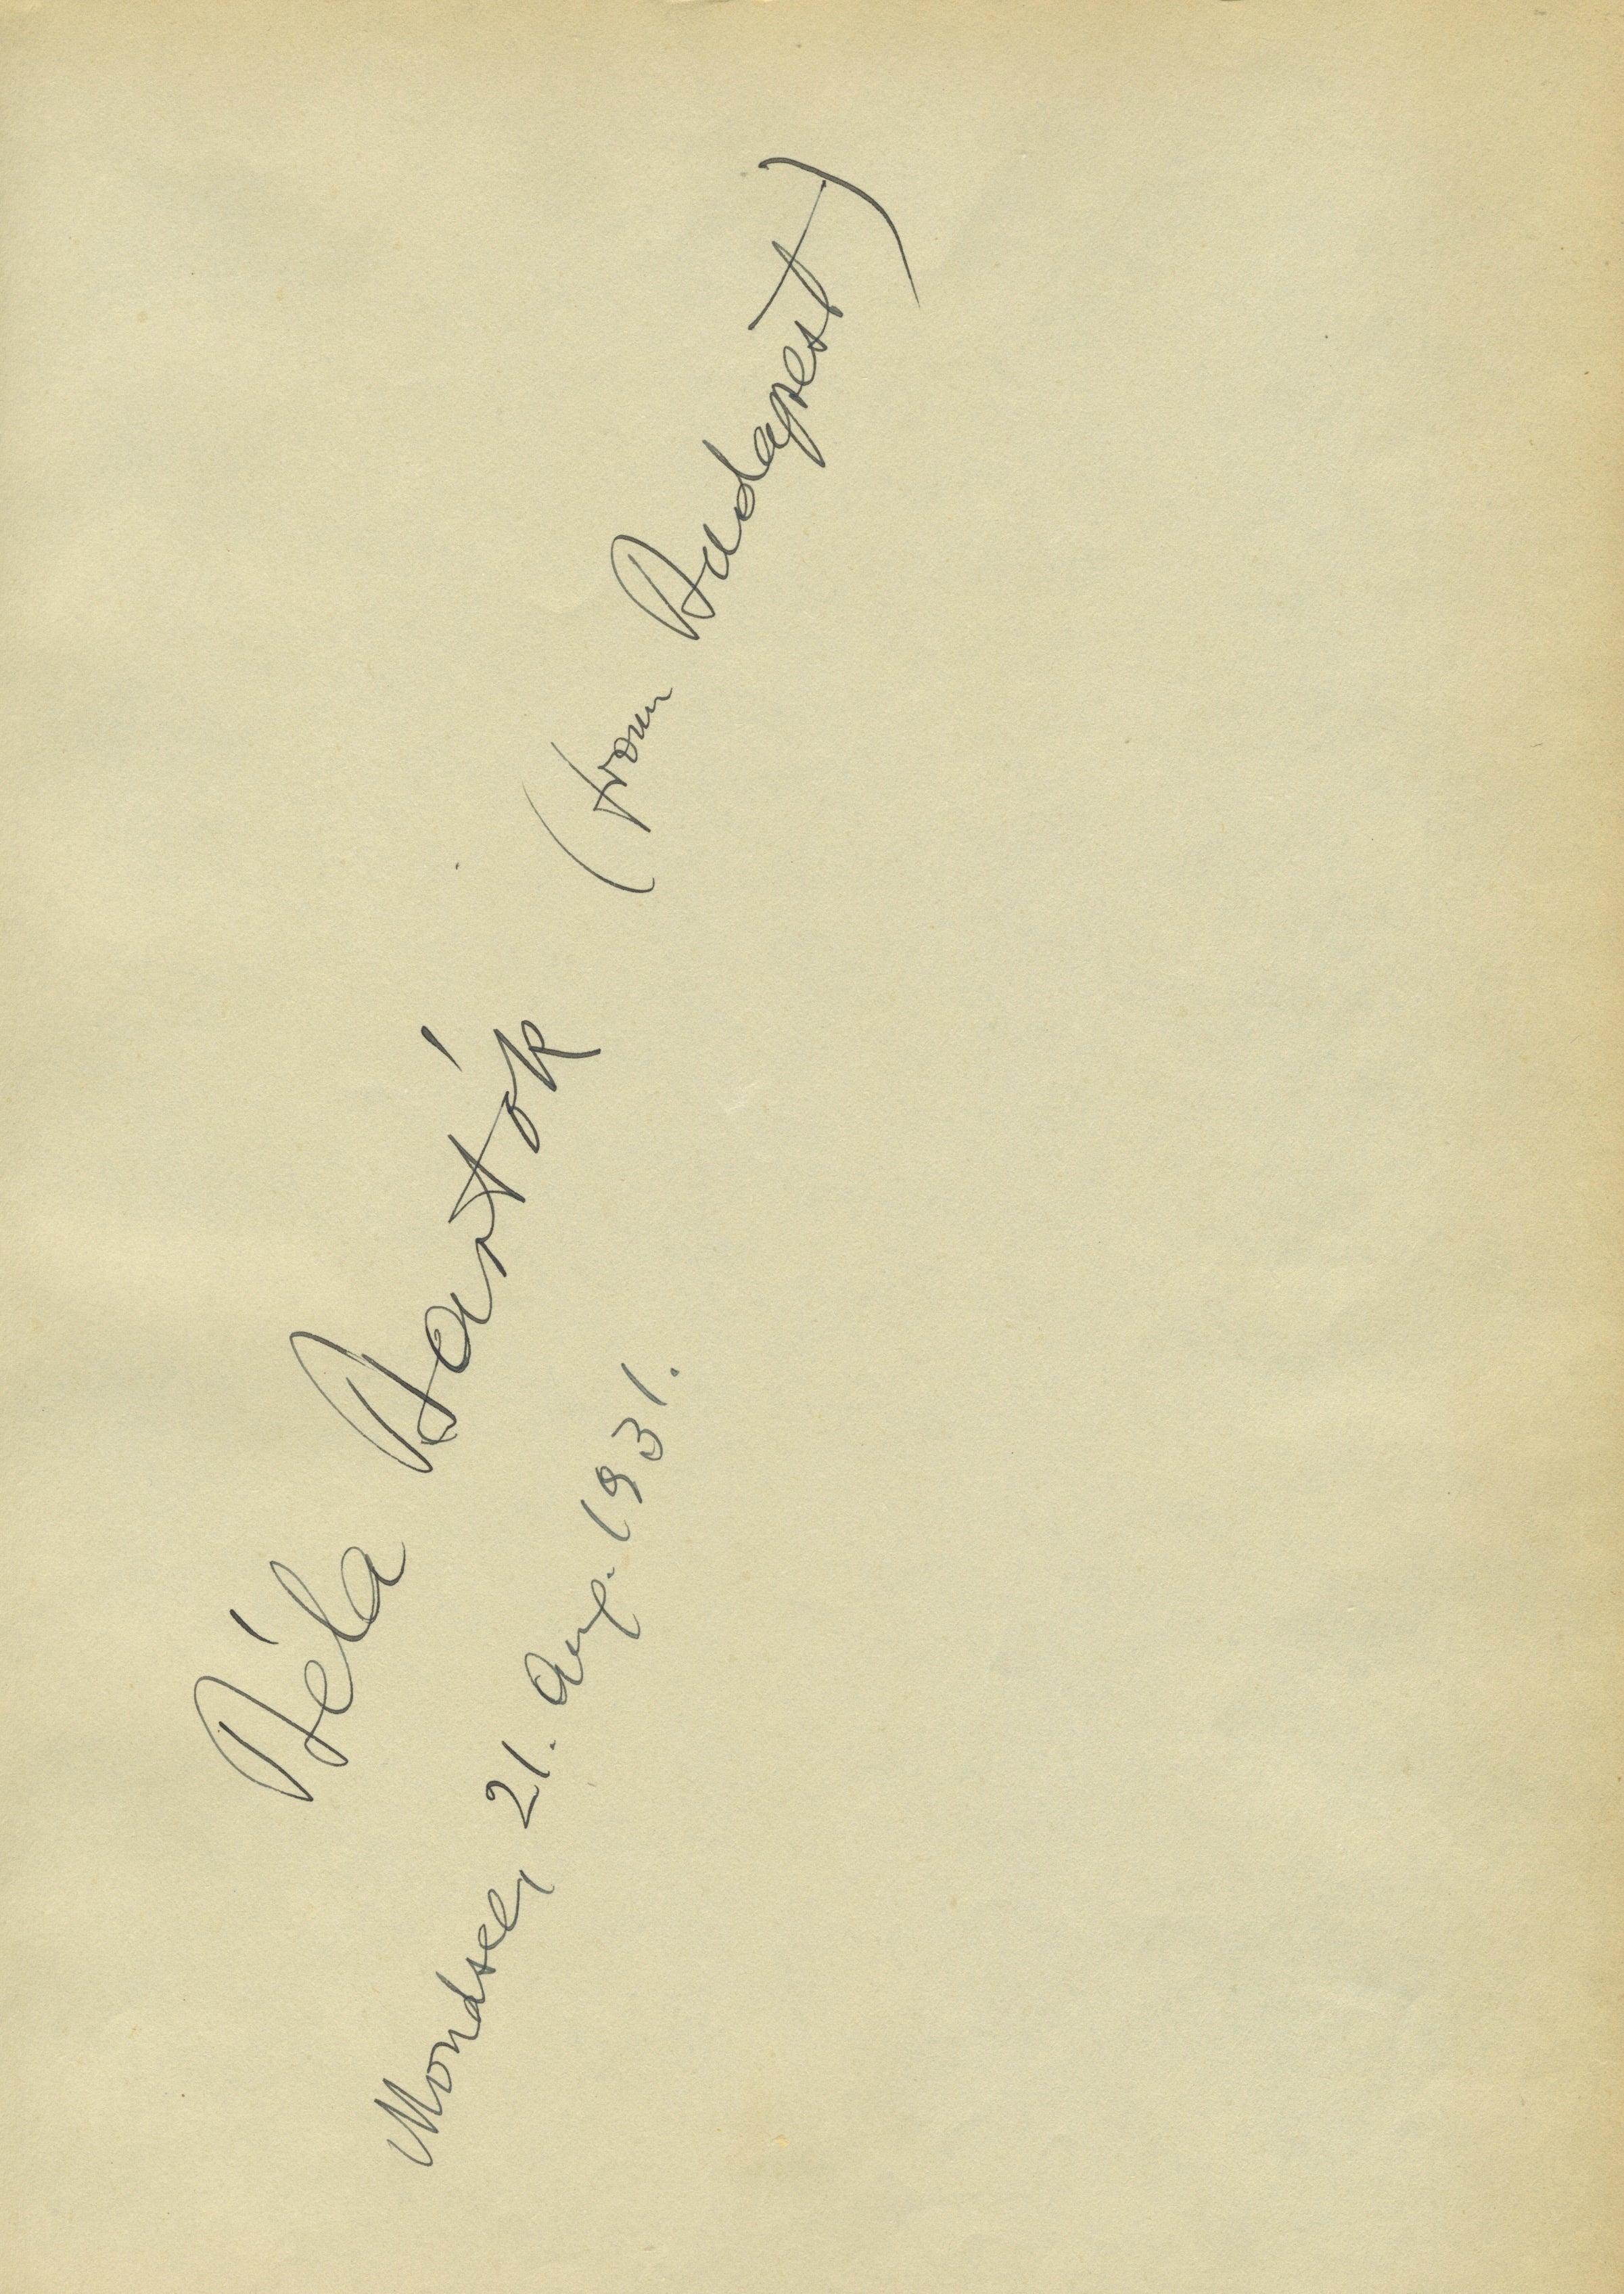 Béla Bartók (from Budapest)
Mondsee, 21. Aug. 1931.